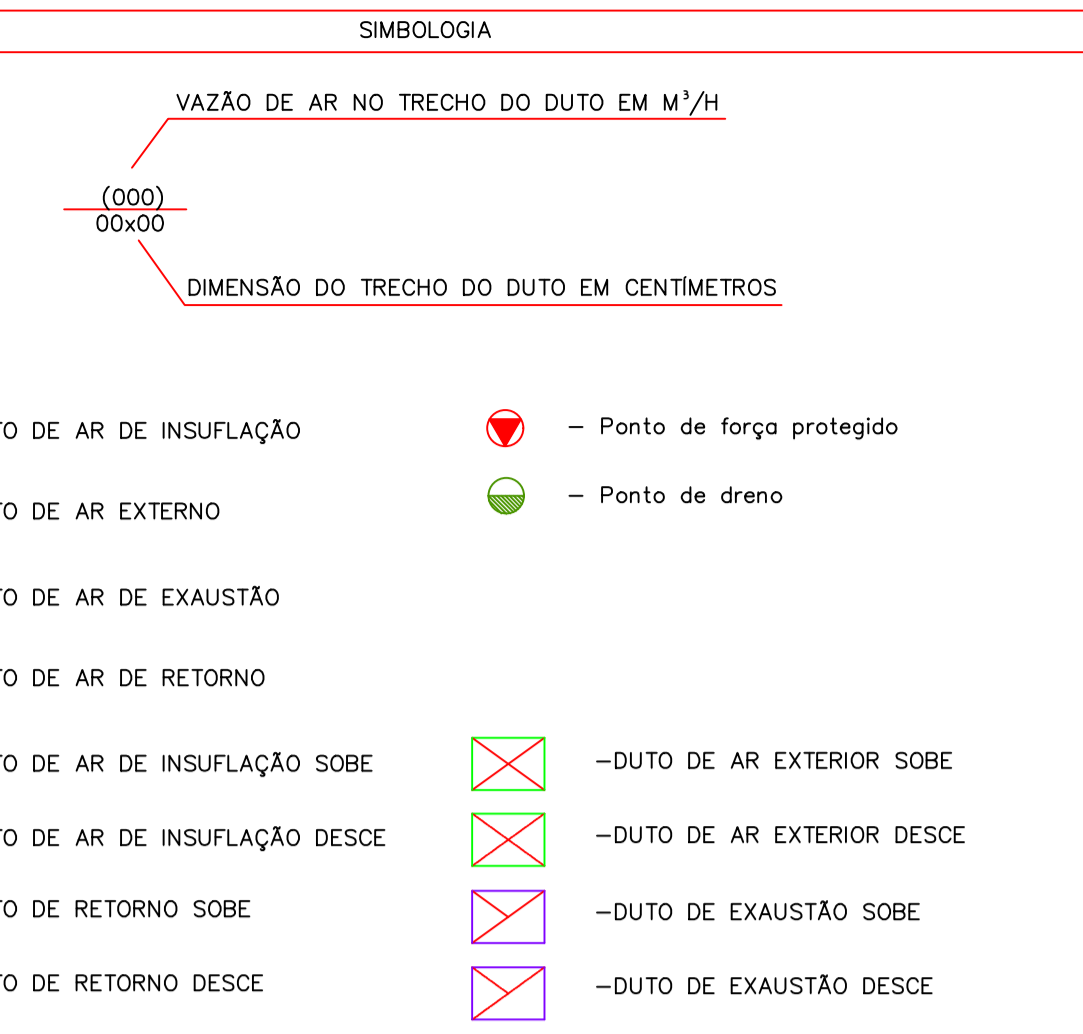 SIMBOLOGIA
VAZÃO DE AR NO TRECHO DO DUTO EM M³/H
(000)
00x00
DIMENSÃO DO TRECHO DO DUTO EM CENTÍMETROS
TO DE AR DE INSUFLAÇÃO
– Ponto de força protegido
TO DE AR EXTERNO
– Ponto de dreno
TO DE AR DE EXAUSTÃO
TO DE AR DE RETORNO
TO DE AR DE INSUFLAÇÃO SOBE
–DUTO DE AR EXTERIOR SOBE
TO DE AR DE INSUFLAÇÃO DESCE
–DUTO DE AR EXTERIOR DESCE
TO DE RETORNO SOBE
–DUTO DE EXAUSTÃO SOBE
TO DE RETORNO DESCE
–DUTO DE EXAUSTÃO DESCE